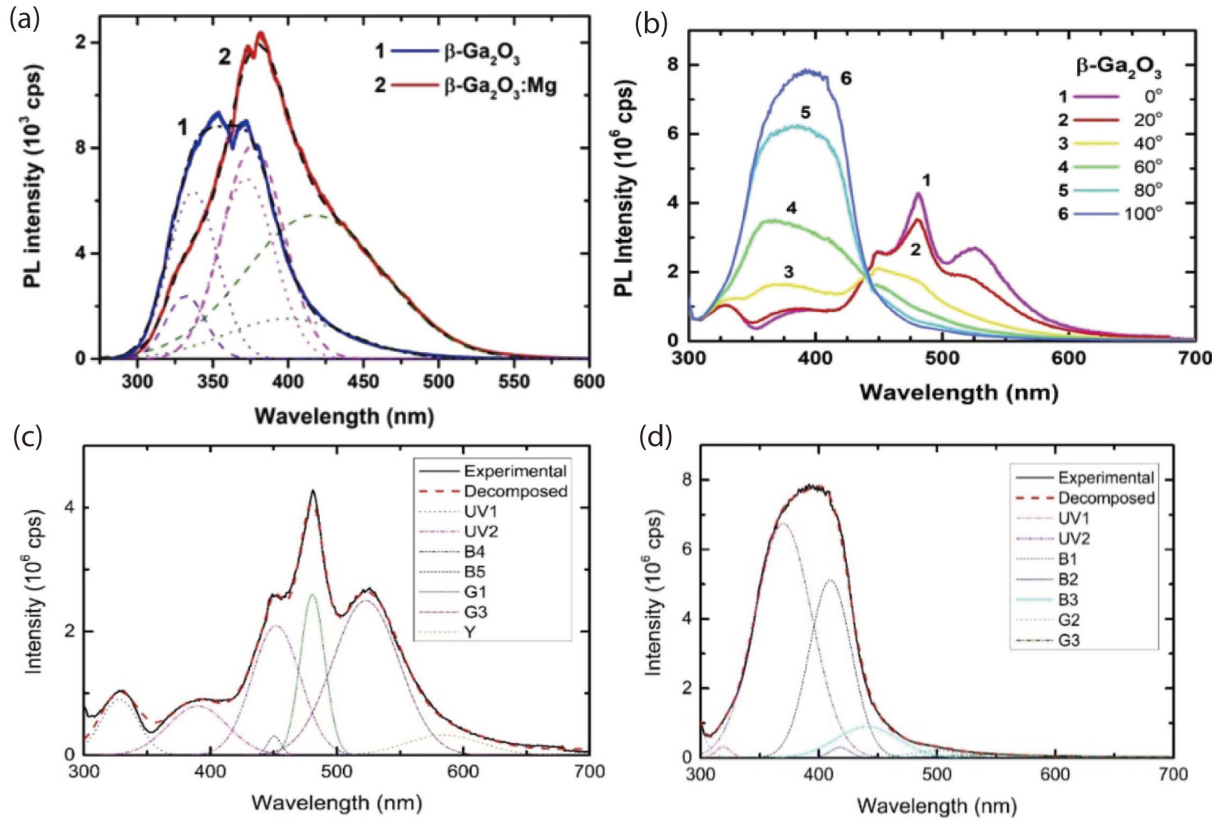 (a)
PL intensity (10³ cps)
2
8
4
0
1 β-Ga₂O₃
2 β-Ga₂O₃:Mg
2
1
300 350 400 450 500 550 600
Wavelength (nm)
(b)
PL Intensity (10⁶ cps)
8
6
4
2
0
β-Ga₂O₃
1 0°
2 20°
3 40°
4 60°
5 80°
6 100°
6
5
4
3
1
2
300 400 500 600 700
Wavelength (nm)
(c)
Intensity (10⁶ cps)
4
2
0
Experimental
Decomposed
UV1
UV2
B4
B5
G1
G3
Y
300 400 500 600 700
Wavelength (nm)
(d)
Intensity (10⁶ cps)
8
6
4
2
0
Experimental
Decomposed
UV1
UV2
B1
B2
B3
G2
G3
300 400 500 600 700
Wavelength (nm)